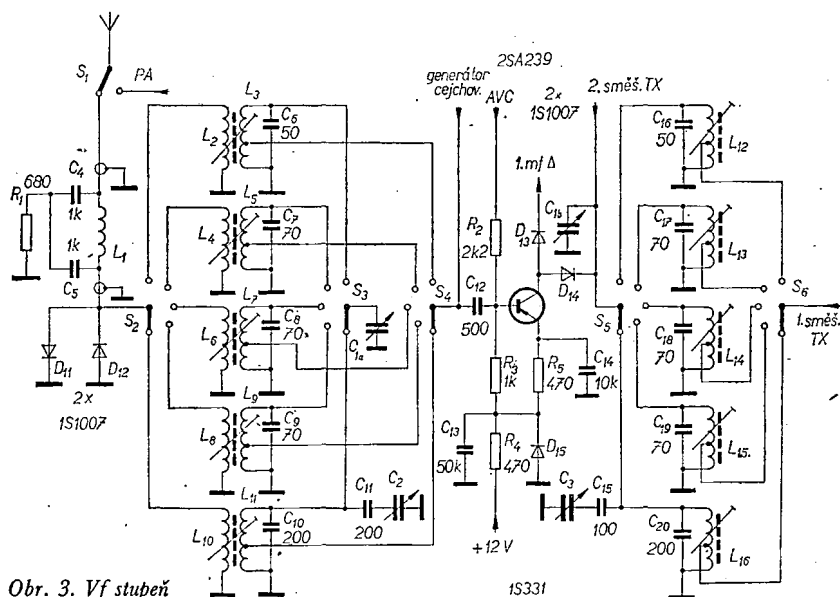 2SA239
S1
PA
generátor
cejchov.
AVC
2x
1S1007
2. směš. TX
L3
C6
50
C16
50
L2
L12
680
C4
1k
R1
1. mf Δ
L5
R2
2k2
C1b
D13
L4
C7
70
C17
70
L13
1k
L1
C12
500
D14
C5
S2
L7
S3
S4
S5
S6
L6
C8
70
C1a
C18
70
L14
1. směš.
TX
D11
D12
R3
1k
R5
470
C14
10k
2x
1S1007
L9
L8
C9
70
C13
50k
R4
470
D15
C19
70
L15
L11
C11
200
C2
C3
C15
100
L10
C10
200
C20
200
L16
+12 V
1S331
Obr. 3. Vf stupeň